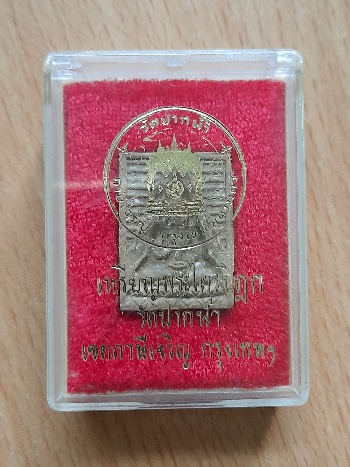 วัดปากน้ำ
เหรียญพระไตรปิฎก
วัดปากน้ำ
เขตภาษีเจริญ กรุงเทพฯ